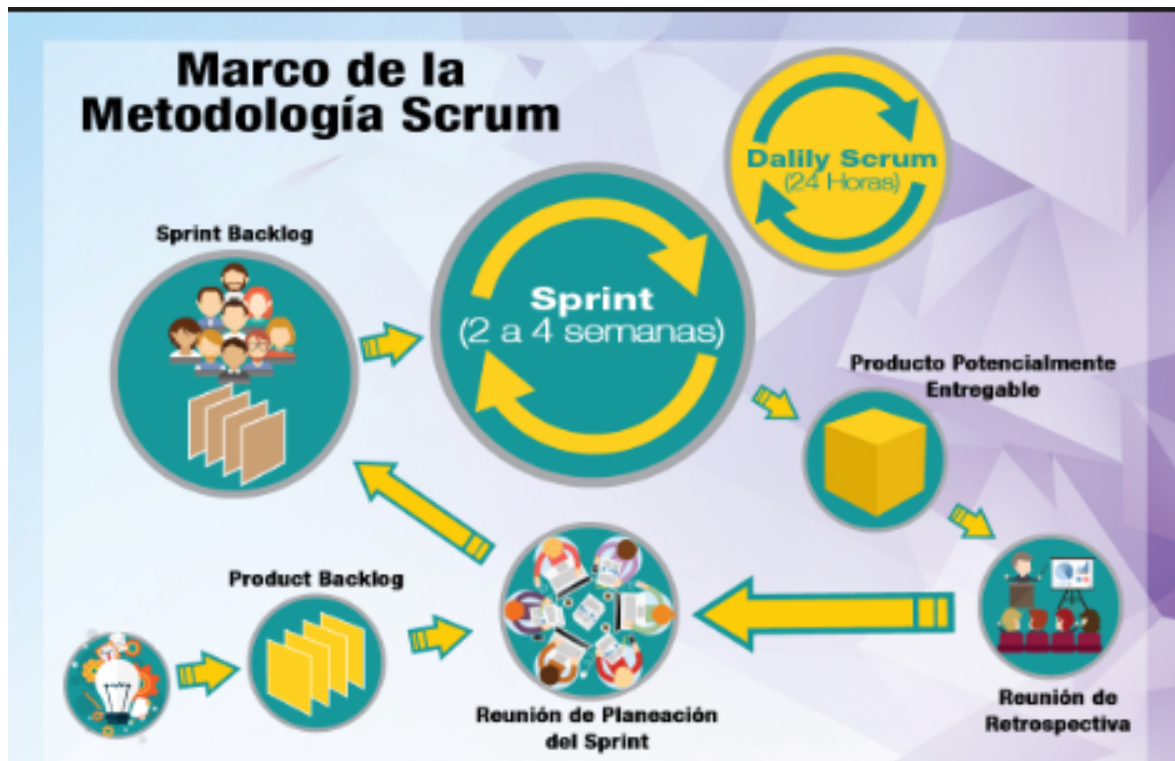 Marco de la
Metodología Scrum
Dalily Scrum
(24 Horas)
Sprint Backlog
Sprint
(2 a 4 semanas)
Producto Potencialmente
Entregable
Product Backlog
Reunión de Planeación
del Sprint
Reunión de
Retrospectiva